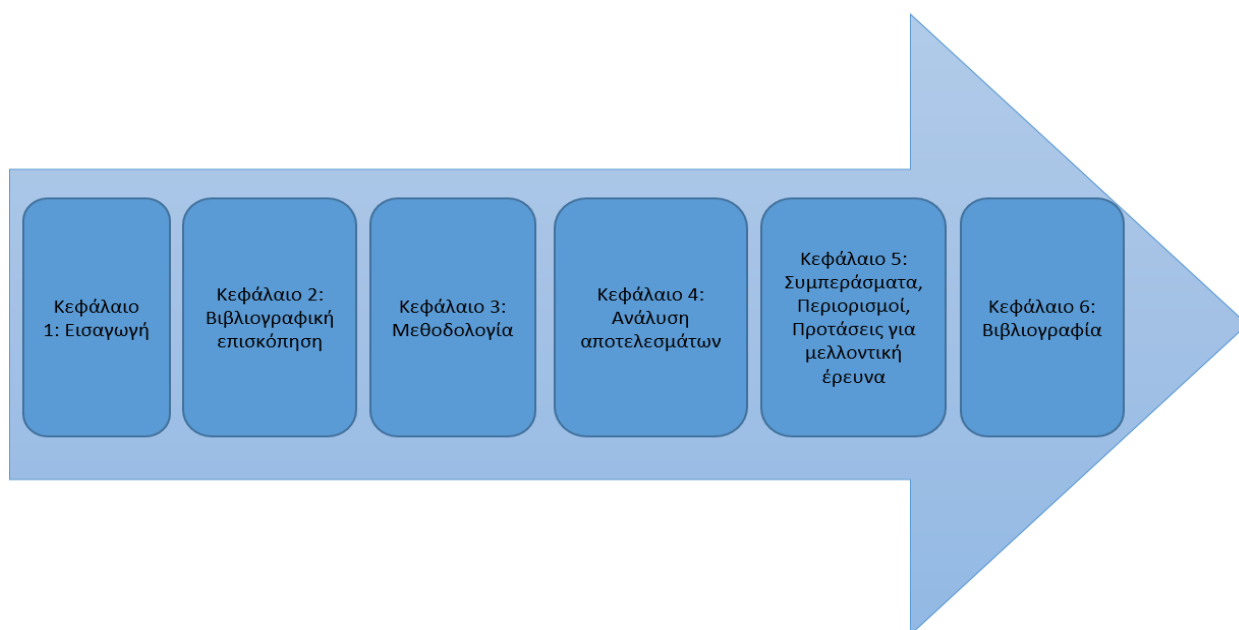 Κεφάλαιο
1: Εισαγωγή
Κεφάλαιο 2:
Βιβλιογραφική
επισκόπηση
Κεφάλαιο 3:
Μεθοδολογία
Κεφάλαιο 4:
Ανάλυση
αποτελεσμάτων
Κεφάλαιο 5:
Συμπεράσματα,
Περιορισμοί,
Προτάσεις για
μελλοντική
έρευνα
Κεφάλαιο 6:
Βιβλιογραφία